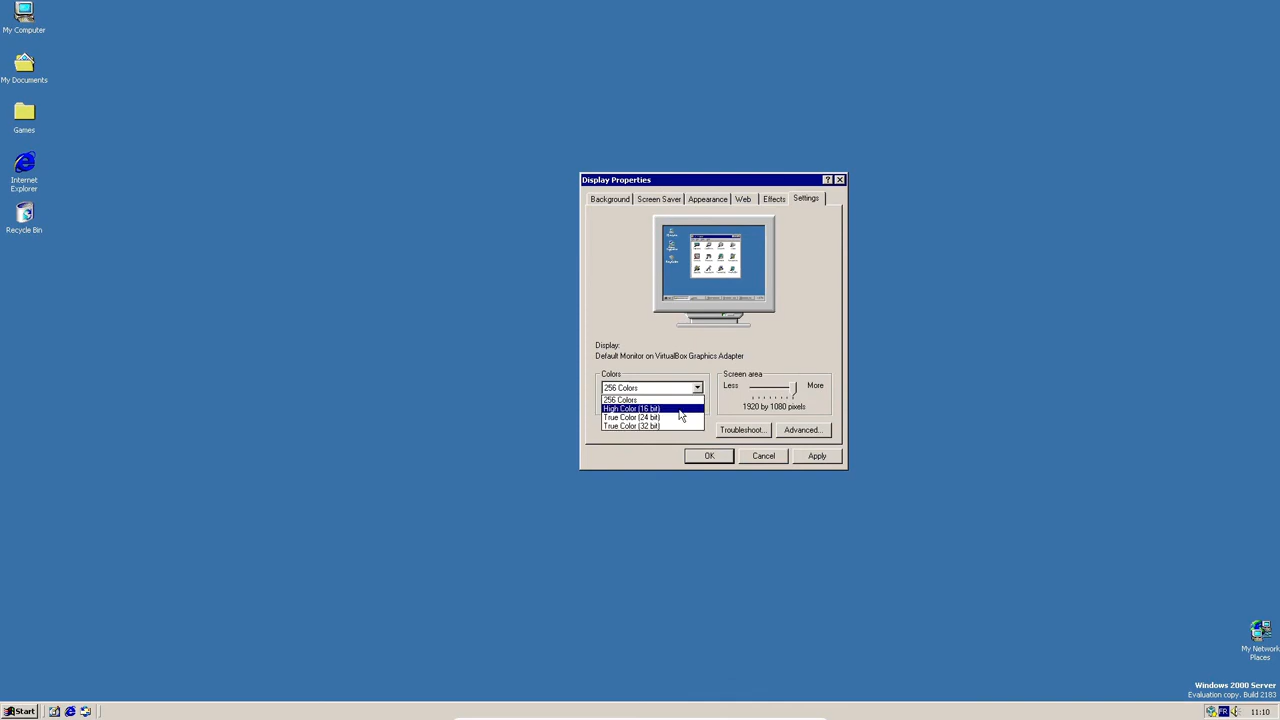 My Computer
My Documents
Games
Internet
Explorer
Recycle Bin
Display Properties
Background
Screen Saver
Appearance
Web
Effects
Settings
Display:
Default Monitor on VirtualBox Graphics Adapter
Colors
256 Colors
256 Colors
High Color (16 bit)
True Color (24 bit)
True Color (32 bit)
Screen area
Less
More
1920 by 1080 pixels
Troubleshoot...
Advanced...
OK
Cancel
Apply
My Network
Places
Windows 2000 Server
Evaluation copy. Build 2183
Start
FR
11:10